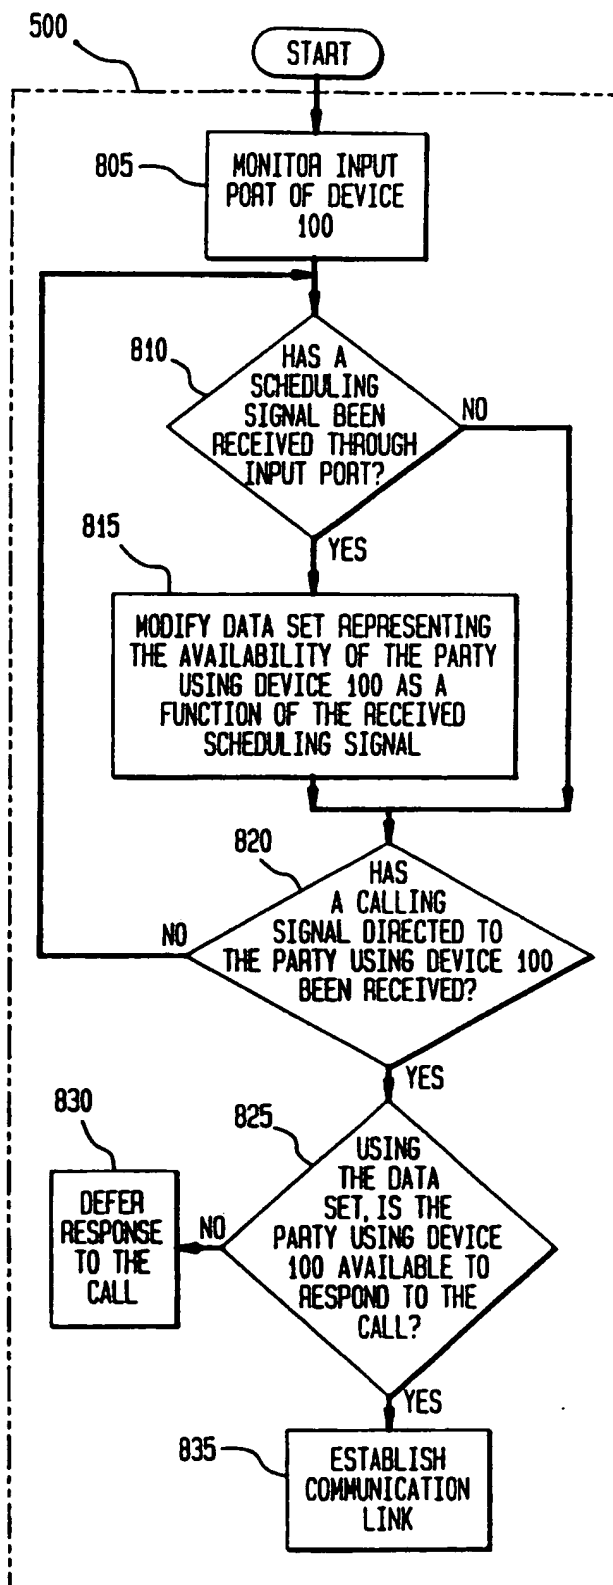 500
START
805
MONITOR INPUT
PORT OF DEVICE
100
810
HAS A
SCHEDULING
SIGNAL BEEN
RECEIVED THROUGH
INPUT PORT?
NO
YES
815
MODIFY DATA SET REPRESENTING
THE AVAILABILITY OF THE PARTY
USING DEVICE 100 AS A
FUNCTION OF THE RECEIVED
SCHEDULING SIGNAL
820
HAS
A CALLING
SIGNAL DIRECTED TO
THE PARTY USING DEVICE 100
BEEN RECEIVED?
NO
YES
830
825
DEFER
RESPONSE
TO THE
CALL
NO
USING
THE DATA
SET, IS THE
PARTY USING DEVICE
100 AVAILABLE TO
RESPOND TO THE
CALL?
YES
835
ESTABLISH
COMMUNICATION
LINK